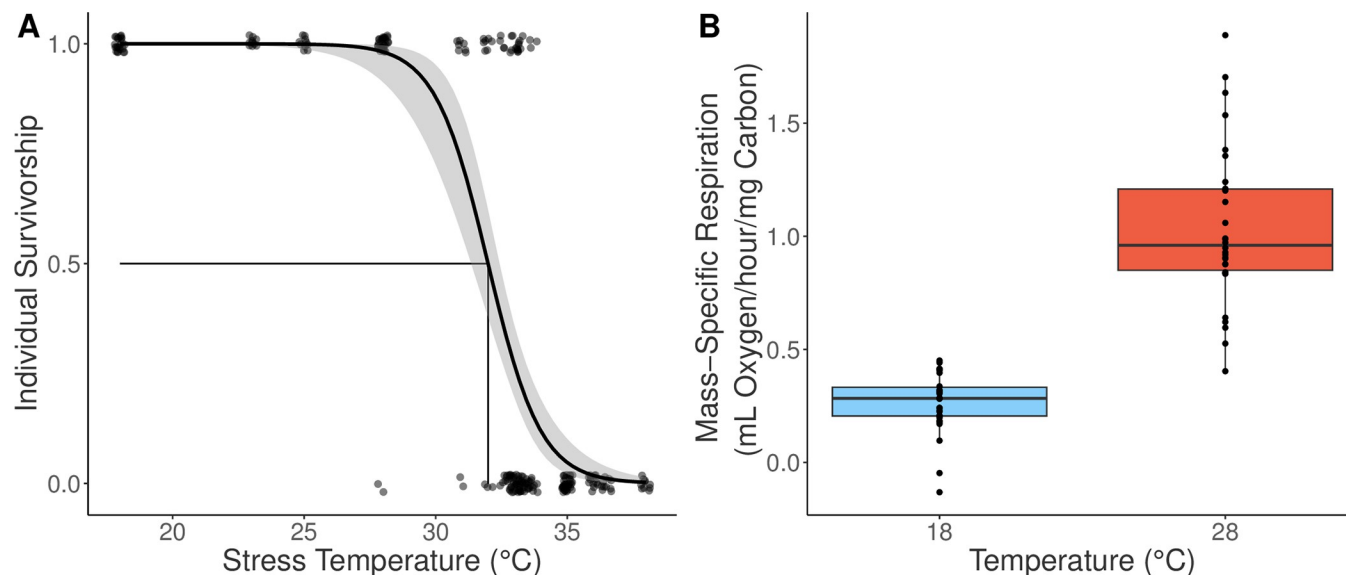 A
Individual Survivorship
1.0
0.5
0.0
20
25
30
35
Stress Temperature (°C)
B
Mass−Specific Respiration
(mL Oxygen/hour/mg Carbon)
1.5
1.0
0.5
0.0
18
28
Temperature (°C)